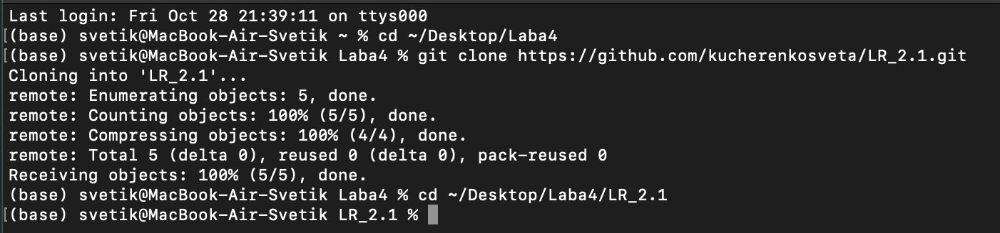 Last login: Fri Oct 28 21:39:11 on ttys000
[(base) svetik@MacBook-Air-Svetik ~ % cd ~/Desktop/Laba4
[(base) svetik@MacBook-Air-Svetik Laba4 % git clone https://github.com/kucherenkosveta/LR_2.1.git
Cloning into 'LR_2.1'...
remote: Enumerating objects: 5, done.
remote: Counting objects: 100% (5/5), done.
remote: Compressing objects: 100% (4/4), done.
remote: Total 5 (delta 0), reused 0 (delta 0), pack-reused 0
Receiving objects: 100% (5/5), done.
(base) svetik@MacBook-Air-Svetik Laba4 % cd ~/Desktop/Laba4/LR_2.1
[(base) svetik@MacBook-Air-Svetik LR_2.1 %